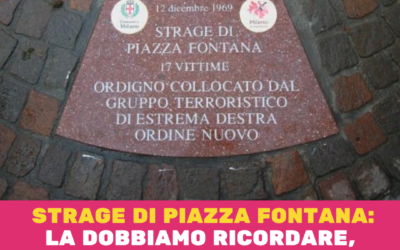 12 dicembre 1969
STRAGE DI
PIAZZA FONTANA
17 VITTIME
ORDIGNO COLLOCATO DAL
GRUPPO TERRORISTICO
DI ESTREMA DESTRA
ORDINE NUOVO
STRAGE DI PIAZZA FONTANA:
LA DOBBIAMO RICORDARE,